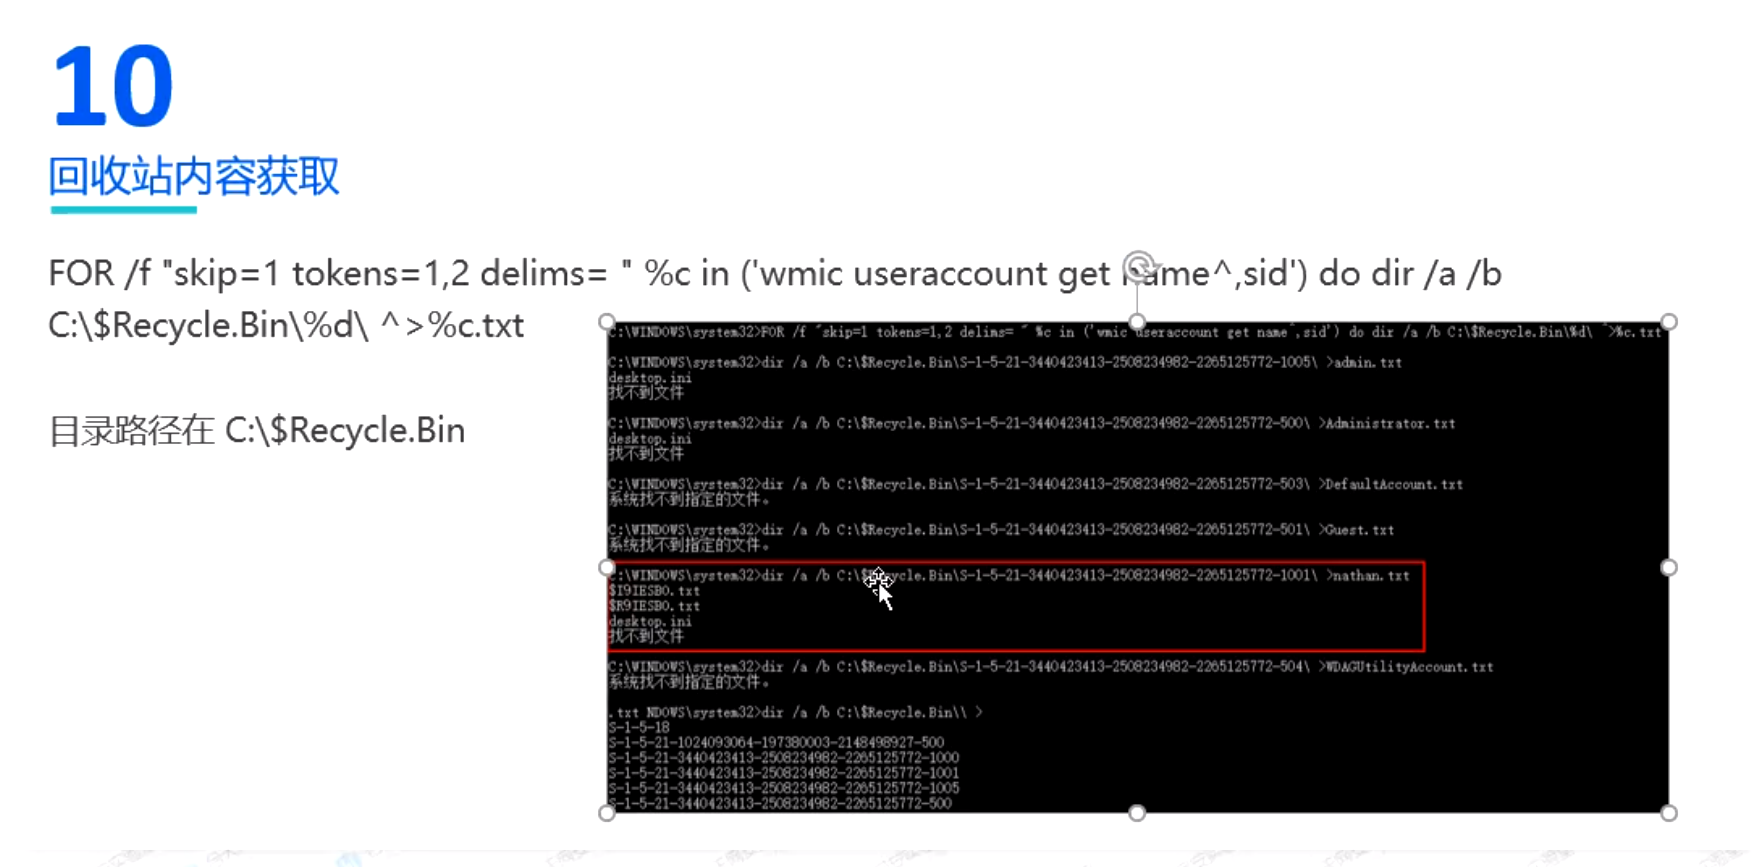 10
回收站内容获取
FOR /f "skip=1 tokens=1,2 delims= " %c in ('wmic useraccount get name^,sid') do dir /a /b
C:\$Recycle.Bin\%d\ ^>%c.txt
目录路径在 C:\$Recycle.Bin
C:\WINDOWS\system32>FOR /f "skip=1 tokens=1,2 delims= " %c in ('wmic useraccount get name^,sid') do dir /a /b C:\$Recycle.Bin\%d\ ^>%c.txt
C:\WINDOWS\system32>dir /a /b C:\$Recycle.Bin\S-1-5-21-3440423413-2508234982-2265125772-1005\ >admin.txt
desktop.ini
找不到文件
C:\WINDOWS\system32>dir /a /b C:\$Recycle.Bin\S-1-5-21-3440423413-2508234982-2265125772-500\ >Administrator.txt
desktop.ini
找不到文件
C:\WINDOWS\system32>dir /a /b C:\$Recycle.Bin\S-1-5-21-3440423413-2508234982-2265125772-503\ >DefaultAccount.txt
系统找不到指定的文件。
C:\WINDOWS\system32>dir /a /b C:\$Recycle.Bin\S-1-5-21-3440423413-2508234982-2265125772-501\ >Guest.txt
系统找不到指定的文件。
C:\WINDOWS\system32>dir /a /b C:\$Recycle.Bin\S-1-5-21-3440423413-2508234982-2265125772-1001\ >nathan.txt
$I9IESBO.txt
$R9IESBO.txt
desktop.ini
找不到文件
C:\WINDOWS\system32>dir /a /b C:\$Recycle.Bin\S-1-5-21-3440423413-2508234982-2265125772-504\ >WDAGUtilityAccount.txt
系统找不到指定的文件。
.txt NDOWS\system32>dir /a /b C:\$Recycle.Bin\\ >
S-1-5-18
S-1-5-21-1024093064-197380003-2148498927-500
S-1-5-21-3440423413-2508234982-2265125772-1000
S-1-5-21-3440423413-2508234982-2265125772-1001
S-1-5-21-3440423413-2508234982-2265125772-1005
S-1-5-21-3440423413-2508234982-2265125772-500